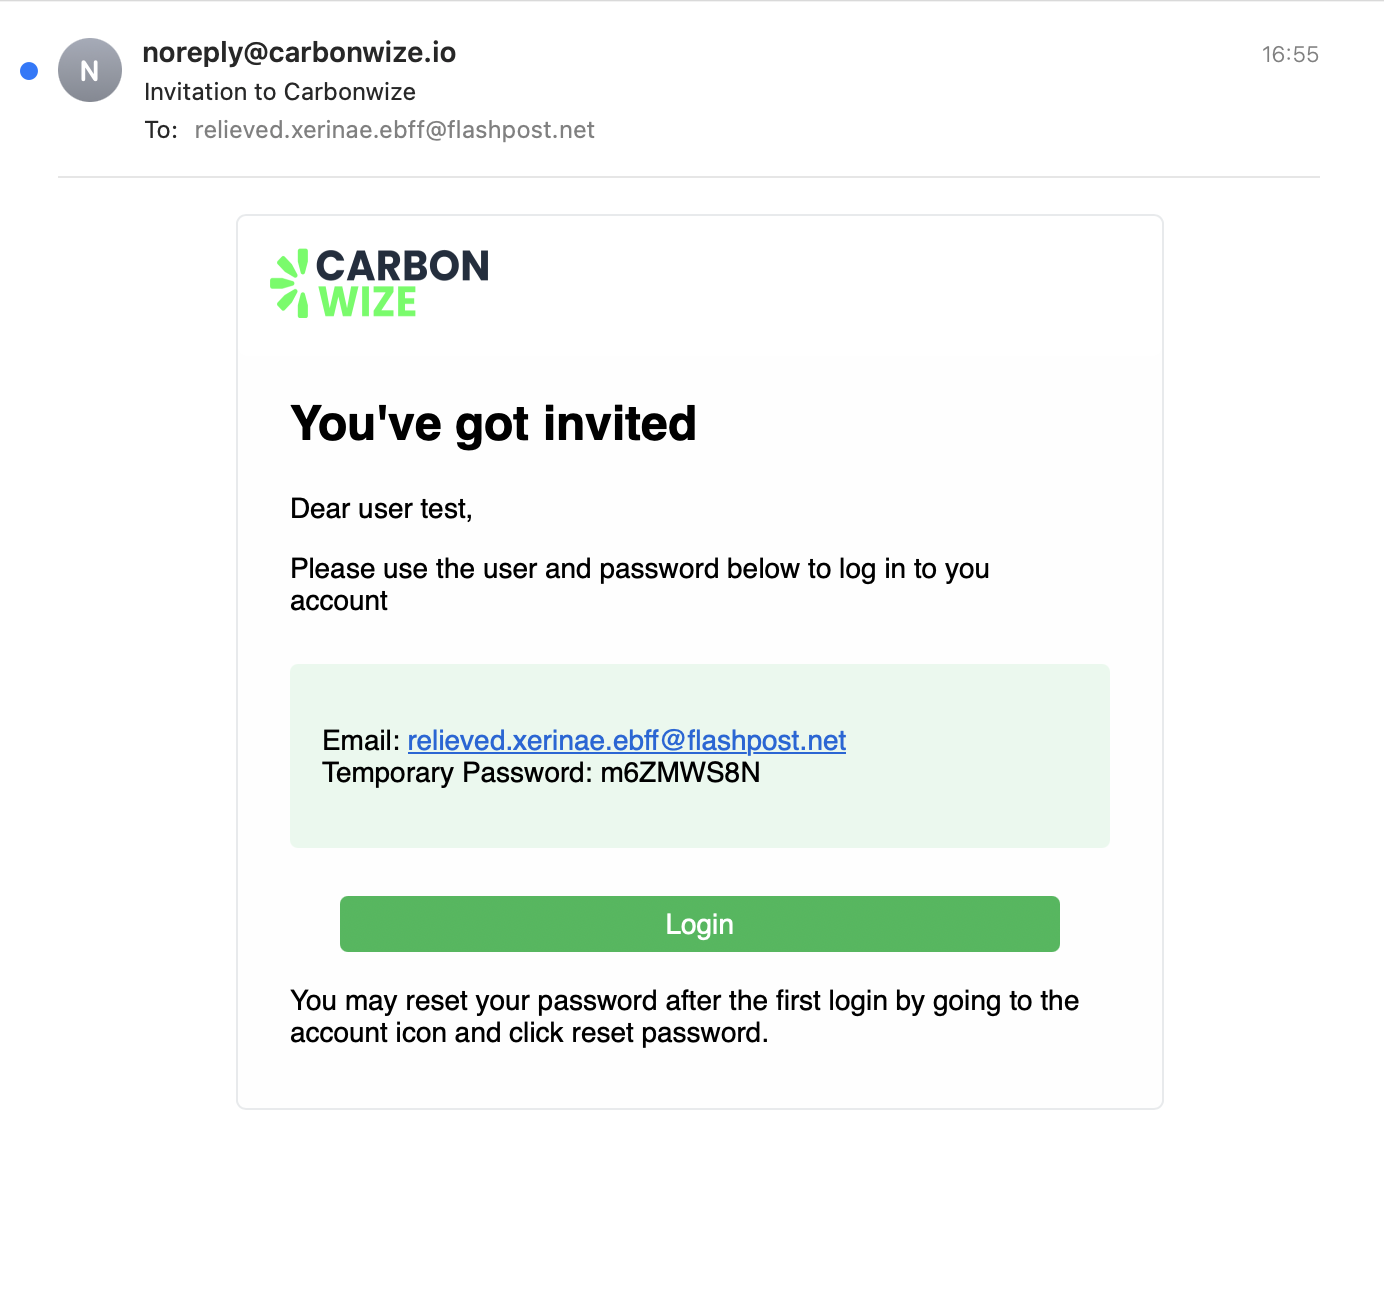 N
noreply@carbonwize.io
16:55
Invitation to Carbonwize
To: relieved.xerinae.ebff@flashpost.net
CARBON
WIZE
You've got invited
Dear user test,
Please use the user and password below to log in to you
account
Email: relieved.xerinae.ebff@flashpost.net
Temporary Password: m6ZMWS8N
Login
You may reset your password after the first login by going to the
account icon and click reset password.